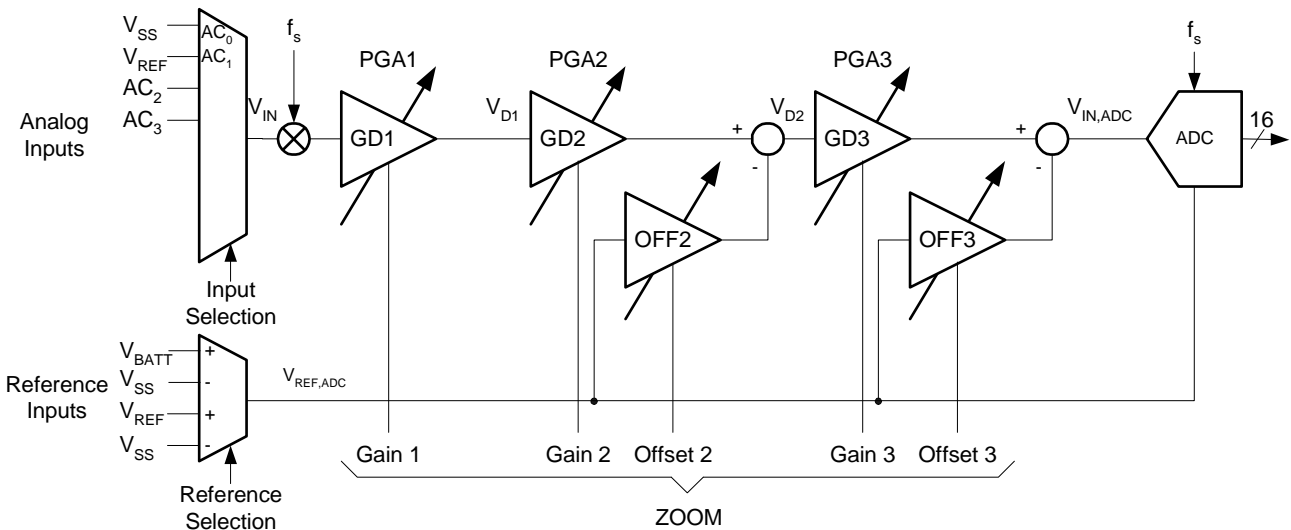 V_SS
V_REF
AC_2
AC_3
AC_0
AC_1
Analog
Inputs
V_IN
f_s
PGA1
GD1
V_D1
PGA2
GD2
+
-
V_D2
PGA3
GD3
+
-
V_IN,ADC
f_s
ADC
16
OFF2
OFF3
Input
Selection
Reference
Inputs
V_BATT
V_SS
V_REF
V_SS
+
-
+
-
V_REF,ADC
Gain 1
Gain 2
Offset 2
Gain 3
Offset 3
Reference
Selection
ZOOM